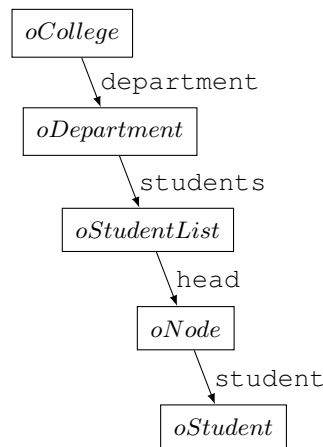 oCollege
department
oDepartment
students
oStudentList
head
oNode
student
oStudent